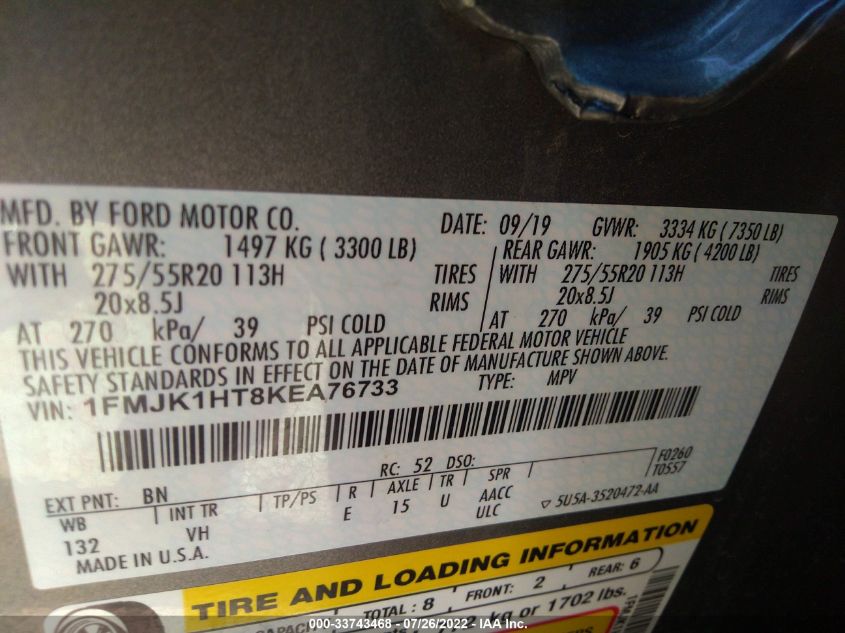 MFD. BY FORD MOTOR CO. DATE: 09/19 GVWR: 3334 KG (7350 LB)
FRONT GAWR: 1497 KG ( 3300 LB) REAR GAWR: 1905 KG (4200 LB)
WITH 275/55R20 113H TIRES WITH 275/55R20 113H TIRES
20x8.5J RIMS 20x8.5J RIMS
AT 270 kPa/ 39 PSI COLD AT 270 kPa/ 39 PSI COLD
THIS VEHICLE CONFORMS TO ALL APPLICABLE FEDERAL MOTOR VEHICLE
SAFETY STANDARDS IN EFFECT ON THE DATE OF MANUFACTURE SHOWN ABOVE.
VIN: 1FMJK1HT8KEA76733 TYPE: MPV
F0260
T0557
EXT PNT: BN RC: 52 DSO:
WB INT TR TP/PS R AXLE TR SPR
132 VH E 15 U AACC
ULC
5U5A-3520472-AA
MADE IN U.S.A.
TIRE AND LOADING INFORMATION
TOTAL : 8 FRONT: 2 REAR: 6
kg or 1702 lbs.
000-33743468 - 07/26/2022 - IAA Inc.